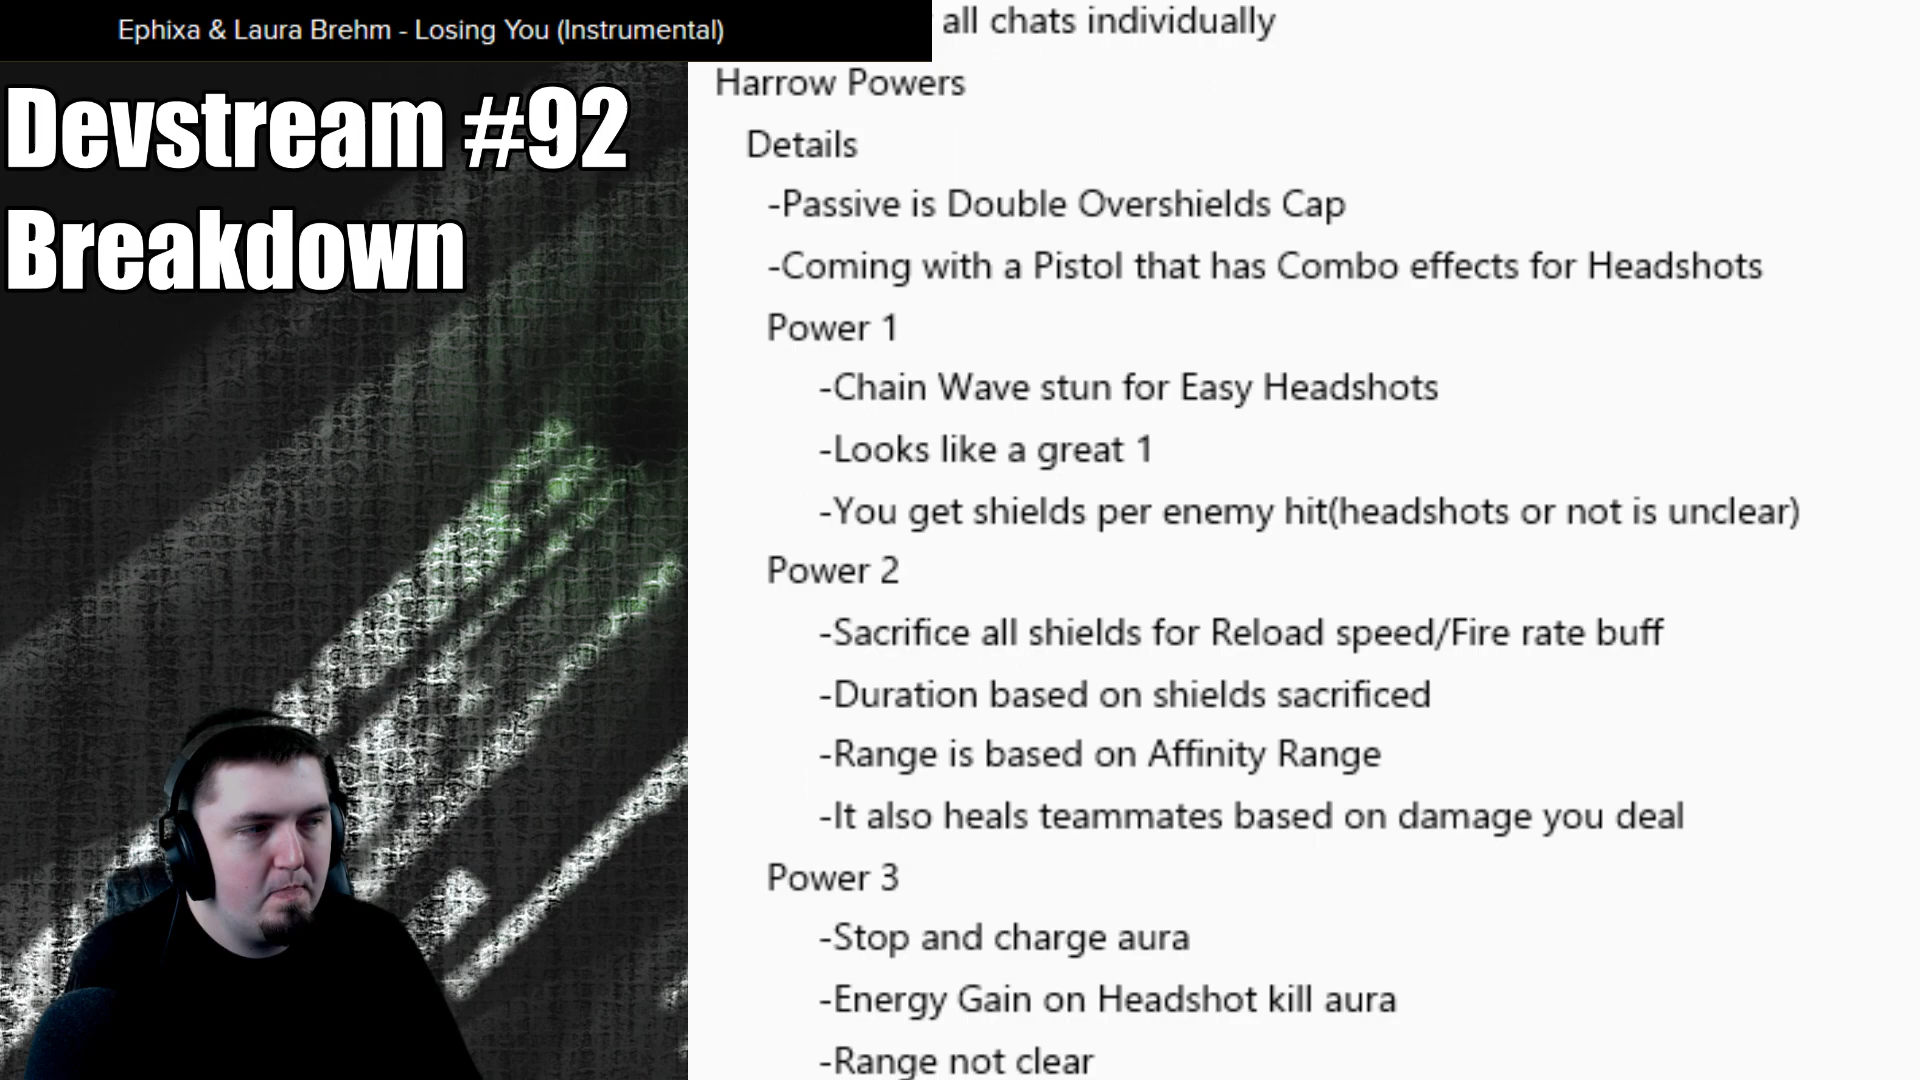 Ephixa & Laura Brehm - Losing You (Instrumental)
all chats individually
Devstream #92
Breakdown
Harrow Powers
Details
-Passive is Double Overshields Cap
-Coming with a Pistol that has Combo effects for Headshots
Power 1
-Chain Wave stun for Easy Headshots
-Looks like a great 1
-You get shields per enemy hit(headshots or not is unclear)
Power 2
-Sacrifice all shields for Reload speed/Fire rate buff
-Duration based on shields sacrificed
-Range is based on Affinity Range
-It also heals teammates based on damage you deal
Power 3
-Stop and charge aura
-Energy Gain on Headshot kill aura
-Range not clear